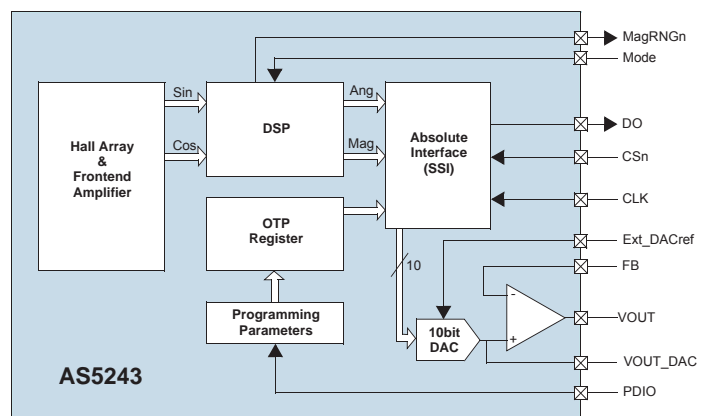 MagRNGn
Mode
Sin
Ang
DSP
Hall Array
&
Frontend
Amplifier
Cos
Mag
Absolute
Interface
(SSI)
DO
CSn
CLK
OTP
Register
Ext_DACref
10
FB
-
Programming
Parameters
10bit
DAC
+
VOUT
VOUT_DAC
AS5243
PDIO